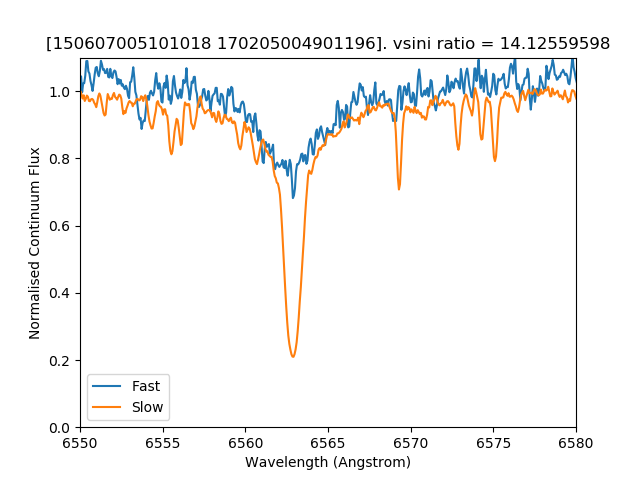 [150607005101018 170205004901196]. vsini ratio = 14.12559598
Normalised Continuum Flux
1.0
0.8
0.6
0.4
0.2
0.0
Fast
Slow
6550 6555 6560 6565 6570 6575 6580
Wavelength (Angstrom)